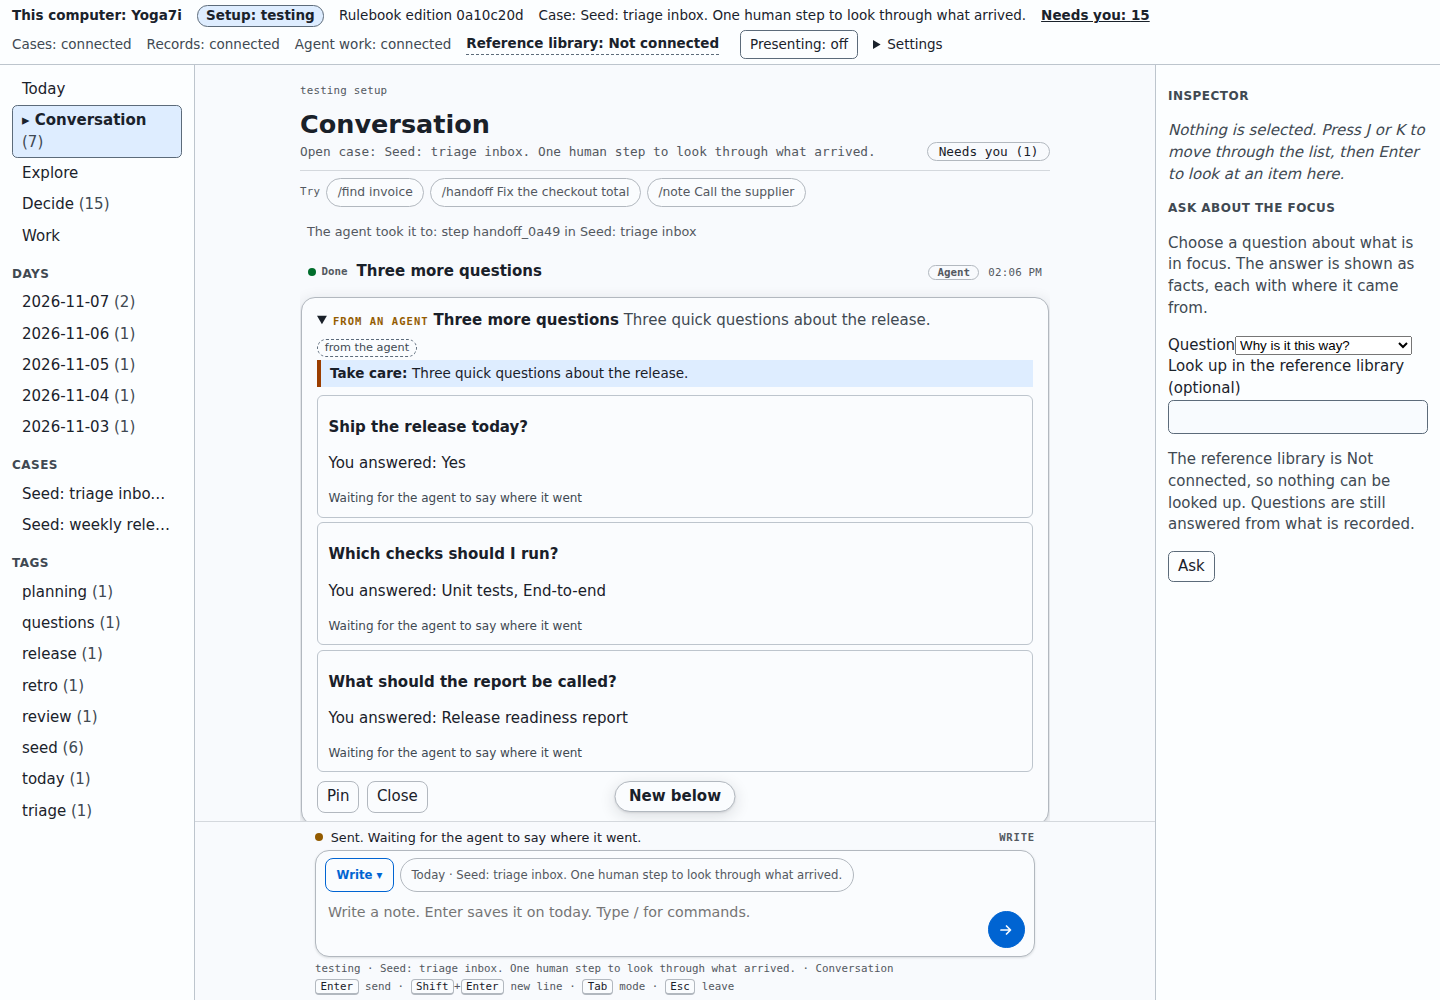 This computer: Yoga7i Setup: testing Rulebook edition 0a10c20d Case: Seed: triage inbox. One human step to look through what arrived. Needs you: 15
Cases: connected Records: connected Agent work: connected Reference library: Not connected Presenting: off ▶ Settings
Today
▸ Conversation
(7)
Explore
Decide (15)
Work
DAYS
2026-11-07 (2)
2026-11-06 (1)
2026-11-05 (1)
2026-11-04 (1)
2026-11-03 (1)
CASES
Seed: triage inbo…
Seed: weekly rele…
TAGS
planning (1)
questions (1)
release (1)
retro (1)
review (1)
seed (6)
today (1)
triage (1)
testing setup
Conversation
Open case: Seed: triage inbox. One human step to look through what arrived. Needs you (1)
Try /find invoice /handoff Fix the checkout total /note Call the supplier
The agent took it to: step handoff_0a49 in Seed: triage inbox
Done Three more questions Agent 02:06 PM
▼ FROM AN AGENT Three more questions Three quick questions about the release.
from the agent
Take care: Three quick questions about the release.
Ship the release today?
You answered: Yes
Waiting for the agent to say where it went
Which checks should I run?
You answered: Unit tests, End-to-end
Waiting for the agent to say where it went
What should the report be called?
You answered: Release readiness report
Waiting for the agent to say where it went
Pin Close New below
Sent. Waiting for the agent to say where it went. WRITE
Write ▾ Today · Seed: triage inbox. One human step to look through what arrived.
Write a note. Enter saves it on today. Type / for commands.
→
testing · Seed: triage inbox. One human step to look through what arrived. · Conversation
Enter send · Shift+Enter new line · Tab mode · Esc leave
INSPECTOR
Nothing is selected. Press J or K to
move through the list, then Enter
to look at an item here.
ASK ABOUT THE FOCUS
Choose a question about what is
in focus. The answer is shown as
facts, each with where it came
from.
Question Why is it this way?
Look up in the reference library
(optional)
The reference library is Not
connected, so nothing can be
looked up. Questions are still
answered from what is recorded.
Ask